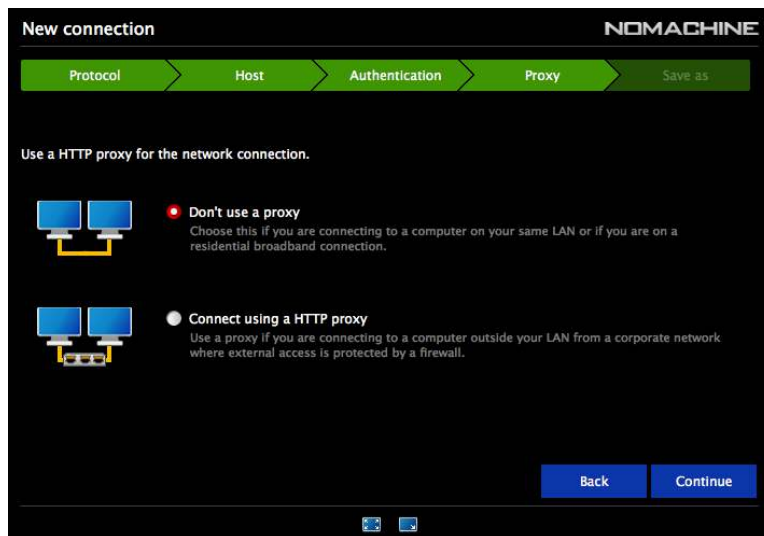 New connection
NOMACHINE
Protocol
Host
Authentication
Proxy
Save as
Use a HTTP proxy for the network connection.
Don't use a proxy
Choose this if you are connecting to a computer on your same LAN or if you are on a
residential broadband connection.
Connect using a HTTP proxy
Use a proxy if you are connecting to a computer outside your LAN from a corporate network
where external access is protected by a firewall.
Back
Continue